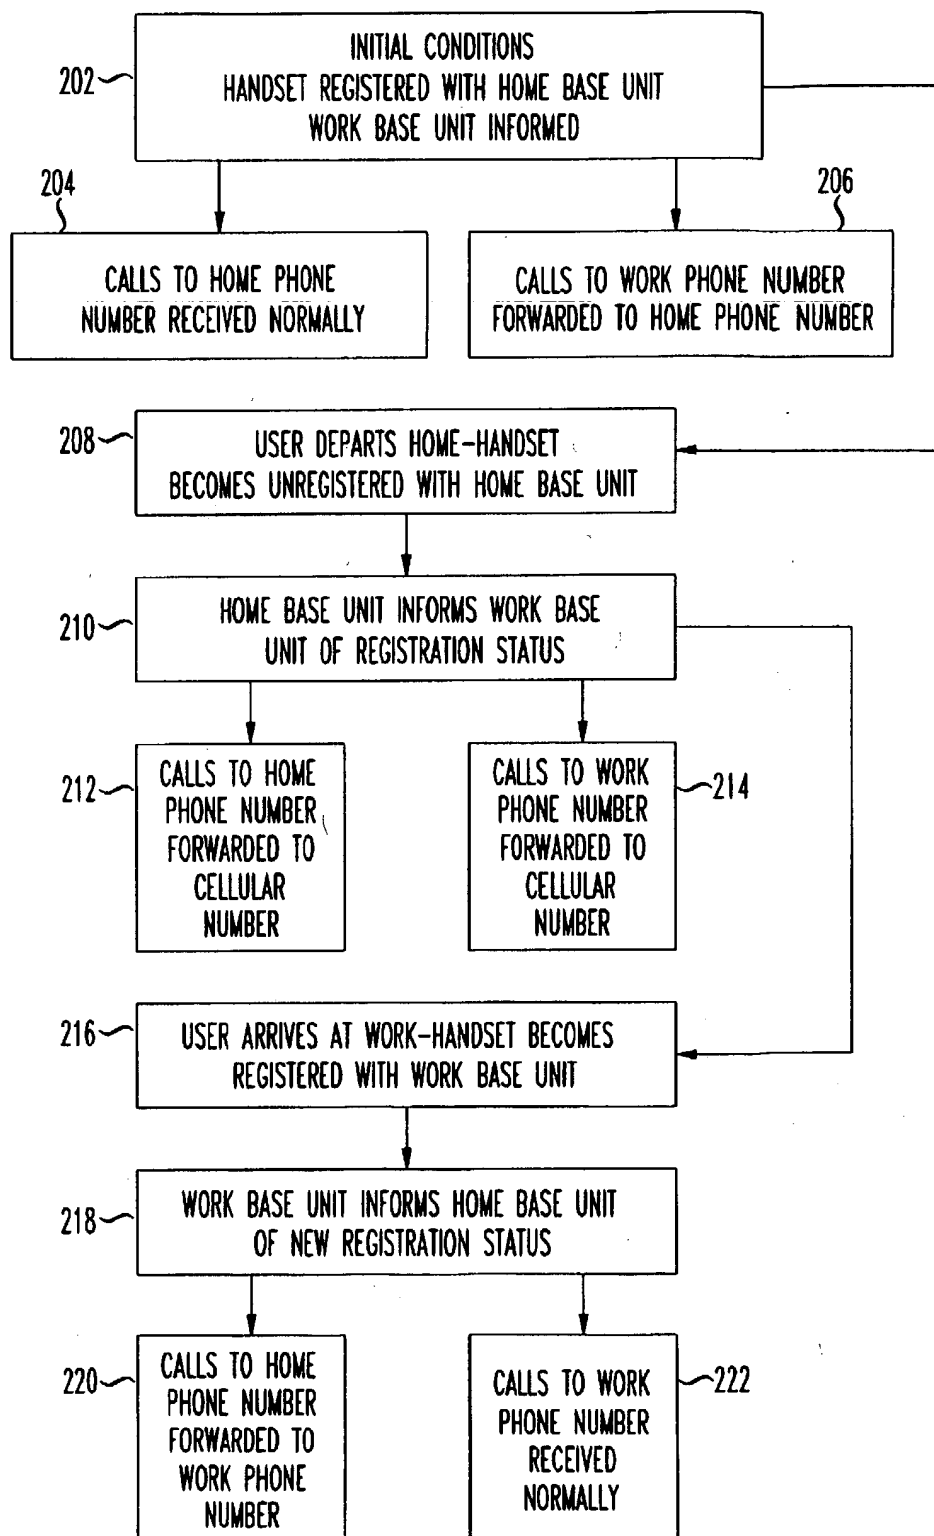 INITIAL CONDITIONS
202
HANDSET REGISTERED WITH HOME BASE UNIT
WORK BASE UNIT INFORMED
204
206
CALLS TO HOME PHONE
NUMBER RECEIVED NORMALLY
CALLS TO WORK PHONE NUMBER
FORWARDED TO HOME PHONE NUMBER
208
USER DEPARTS HOME-HANDSET
BECOMES UNREGISTERED WITH HOME BASE UNIT
210
HOME BASE UNIT INFORMS WORK BASE
UNIT OF REGISTRATION STATUS
212
CALLS TO HOME
PHONE NUMBER
FORWARDED TO
CELLULAR
NUMBER
CALLS TO WORK
PHONE NUMBER
FORWARDED TO
CELLULAR
NUMBER
214
216
USER ARRIVES AT WORK-HANDSET BECOMES
REGISTERED WITH WORK BASE UNIT
218
WORK BASE UNIT INFORMS HOME BASE UNIT
OF NEW REGISTRATION STATUS
220
CALLS TO HOME
PHONE NUMBER
FORWARDED TO
WORK PHONE
NUMBER
CALLS TO WORK
PHONE NUMBER
RECEIVED
NORMALLY
222